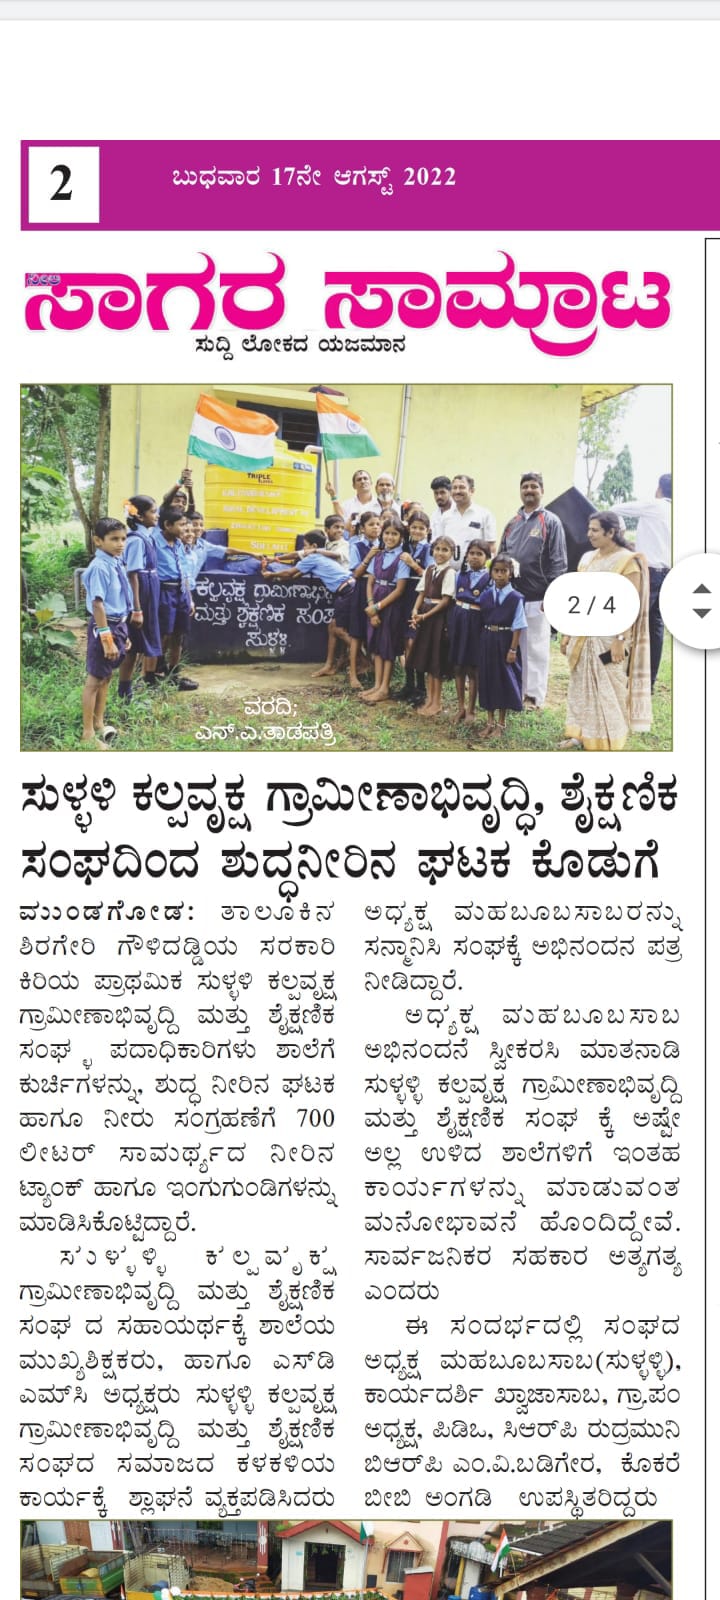 2
ಬುಧವಾರ 17ನೇ ಆಗಸ್ಟ್ 2022
ಸಾಗರ ಸಾಮ್ರಾಟ
ಸುದ್ದಿ ಲೋಕದ ಯಜಮಾನ
TRIPLE
ಕಲ್ಪವೃಕ್ಷ ಗ್ರಾಮೀಣಾಭಿ
ಮತ್ತು ಶೈಕ್ಷಣಿಕ ಸಂಘ
ಸುಳ್ಳಳ್ಳಿ
2 / 4
ವರದಿ:
ಎನ್.ಎ.ತಾಡಪತ್ರಿ
ಸುಳ್ಳಳಿ ಕಲ್ಪವೃಕ್ಷ ಗ್ರಾಮೀಣಾಭಿವೃದ್ಧಿ, ಶೈಕ್ಷಣಿಕ
ಸಂಘದಿಂದ ಶುದ್ಧನೀರಿನ ಘಟಕ ಕೊಡುಗೆ
ಮುಂಡಗೋಡ: ತಾಲೂಕಿನ
ಶಿರಗೇರಿ ಗೌಳಿದಡ್ಡಿಯ ಸರಕಾರಿ
ಕಿರಿಯ ಪ್ರಾಥಮಿಕ ಸುಳ್ಳಳಿ ಕಲ್ಪವೃಕ್ಷ
ಗ್ರಾಮೀಣಾಭಿವೃದ್ದಿ ಮತ್ತು ಶೈಕ್ಷಣಿಕ
ಸಂಘ ್ಳ ಪದಾಧಿಕಾರಿಗಳು ಶಾಲೆಗೆ
ಕುರ್ಚಿಗಳನ್ನು, ಶುದ್ಧ ನೀರಿನ ಘಟಕ
ಹಾಗೂ ನೀರು ಸಂಗ್ರಹಣೆಗೆ 700
ಲೀಟರ್ ಸಾಮರ್ಥ್ಯದ ನೀರಿನ
ಟ್ಯಾಂಕ್ ಹಾಗೂ ಇಂಗುಗುಂಡಿಗಳನ್ನು
ಮಾಡಿಸಿಕೊಟ್ಟಿದ್ದಾರೆ.
ಸುಳ್ಳಳ್ಳಿ ಕಲ್ಪವೃಕ್ಷ
ಗ್ರಾಮೀಣಾಭಿವೃದ್ದಿ ಮತ್ತು ಶೈಕ್ಷಣಿಕ
ಸಂಘ ದ ಸಹಾಯರ್ಥಕ್ಕೆ ಶಾಲೆಯ
ಮುಖ್ಯಶಿಕ್ಷಕರು, ಹಾಗೂ ಎಸ್‌ಡಿ
ಎಮ್‌ಸಿ ಅಧ್ಯಕ್ಷರು ಸುಳ್ಳಳ್ಳಿ ಕಲ್ಪವೃಕ್ಷ
ಗ್ರಾಮೀಣಾಭಿವೃದ್ದಿ ಮತ್ತು ಶೈಕ್ಷಣಿಕ
ಸಂಘದ ಸಮಾಜದ ಕಳಕಳಿಯ
ಕಾರ್ಯಕ್ಕೆ ಶ್ಲಾಘನೆ ವ್ಯಕ್ತಪಡಿಸಿದರು
ಅಧ್ಯಕ್ಷ ಮಹಬೂಬಸಾಬರನ್ನು
ಸನ್ಮಾನಿಸಿ ಸಂಘಕ್ಕೆ ಅಭಿನಂದನ ಪತ್ರ
ನೀಡಿದ್ದಾರೆ.
ಅಧ್ಯಕ್ಷ ಮಹಬೂಬಸಾಬ
ಅಭಿನಂದನೆ ಸ್ವೀಕರಸಿ ಮಾತನಾಡಿ
ಸುಳ್ಳಳ್ಳಿ ಕಲ್ಪವೃಕ್ಷ ಗ್ರಾಮೀಣಾಭಿವೃದ್ದಿ
ಮತ್ತು ಶೈಕ್ಷಣಿಕ ಸಂಘ ಕ್ಕೆ ಅಷ್ಟೇ
ಅಲ್ಲ ಉಳಿದ ಶಾಲೆಗಳಿಗೆ ಇಂತಹ
ಕಾರ್ಯಗಳನ್ನು ಮಾಡುವಂತ
ಮನೋಭಾವನೆ ಹೊಂದಿದ್ದೇವೆ.
ಸಾರ್ವಜನಿಕರ ಸಹಕಾರ ಅತ್ಯಗತ್ಯ
ಎಂದರು
ಈ ಸಂದರ್ಭದಲ್ಲಿ ಸಂಘದ
ಅಧ್ಯಕ್ಷ ಮಹಬೂಬಸಾಬ(ಸುಳ್ಳಳ್ಳಿ),
ಕಾರ್ಯದರ್ಶಿ ಖ್ವಾಜಾಸಾಬ, ಗ್ರಾ.ಪಂ
ಅಧ್ಯಕ್ಷ, ಪಿಡಿಒ, ಸಿಆರ್‌ಪಿ ರುದ್ರಮುನಿ
ಬಿಆರ್‌ಪಿ ಎಂ.ವಿ.ಬಡಿಗೇರ, ಕೊಕರೆ
ಬೀಬಿ ಅಂಗಡಿ ಉಪಸ್ಥಿತರಿದ್ದರು